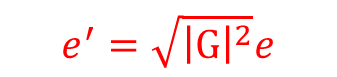 e′ = √|G|²e